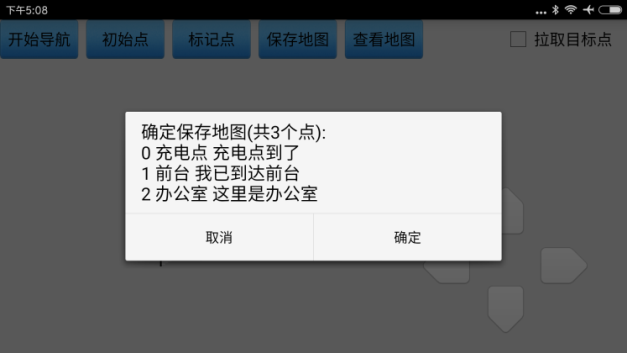 下午5:08
开始导航 初始点 标记点 保存地图 查看地图 拉取目标点
确定保存地图(共3个点):
0 充电点 充电点到了
1 前台 我已到达前台
2 办公室 这里是办公室
取消 确定